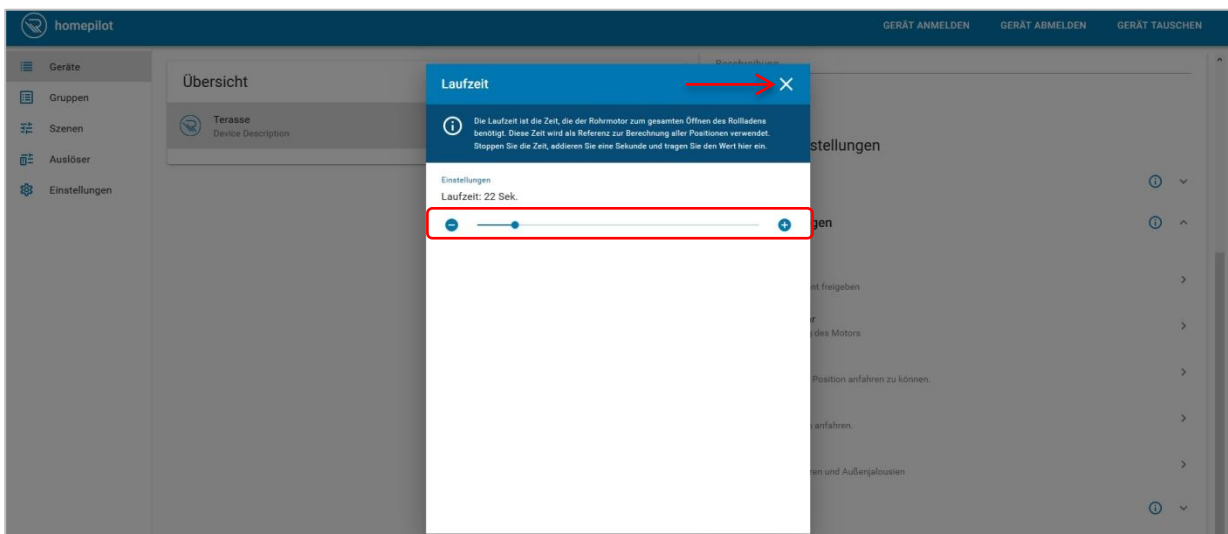 homepilot
GERÄT ANMELDEN
GERÄT ABMELDEN
GERÄT TAUSCHEN
Geräte
Gruppen
Szenen
Auslöser
Einstellungen
Übersicht
Terasse
Device Description
Laufzeit
Die Laufzeit ist die Zeit, die der Rohrmotor zum gesamten Öffnen des Rollladens
benötigt. Diese Zeit wird als Referenz zur Berechnung aller Positionen verwendet.
Stoppen Sie die Zeit, addieren Sie eine Sekunde und tragen Sie den Wert hier ein.
Einstellungen
Laufzeit: 22 Sek.
Beschreibung
stellungen
gen
freigeben
des Motors
Position anfahren zu können.
anfahren.
und Außenjalousien